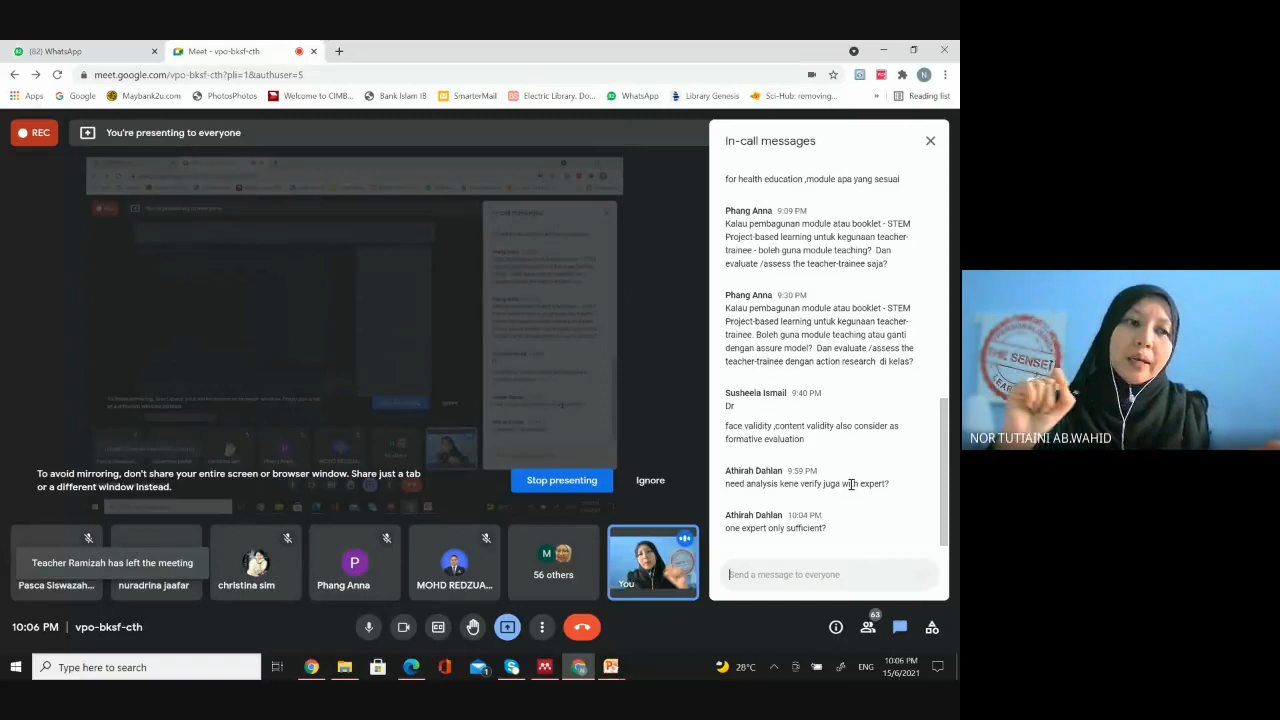 (82) WhatsApp
Meet - vpo-bksf-cth
meet.google.com/vpo-bksf-cth?pli=1&authuser=5
Apps
Google
Maybank2u.com
PhotosPhotos
Welcome to CIMB...
Bank Islam IB
SmarterMail
Electric Library. Do...
WhatsApp
Library Genesis
Sci-Hub: removing...
»
Reading list
REC
You're presenting to everyone
In-call messages
for health education ,module apa yang sesuai
Phang Anna 9:09 PM
Kalau pembagunan module atau booklet - STEM
Project-based learning untuk kegunaan teacher-
trainee - boleh guna module teaching? Dan
evaluate /assess the teacher-trainee saja?
Phang Anna 9:30 PM
Kalau pembagunan module atau booklet - STEM
Project-based learning untuk kegunaan teacher-
trainee. Boleh guna module teaching atau ganti
dengan assure model? Dan evaluate /assess the
teacher-trainee dengan action research di kelas?
Susheela Ismail 9:40 PM
Dr
face validity ,content validity also consider as
formative evaluation
Athirah Dahlan 9:59 PM
need analysis kene verify juga with expert?
Athirah Dahlan 10:04 PM
one expert only sufficient?
Send a message to everyone
To avoid mirroring, don't share your entire screen or browser window. Share just a tab
or a different window instead.
Stop presenting
Ignore
Teacher Ramizah has left the meeting
Pasca Siswazah...
nuradrina jaafar
christina sim
P
Phang Anna
MOHD REDZUA...
M
56 others
You
10:06 PM | vpo-bksf-cth
63
Type here to search
28°C
ENG
10:06 PM
15/6/2021
THE SENSEI
NOR TUTIAINI AB.WAHID